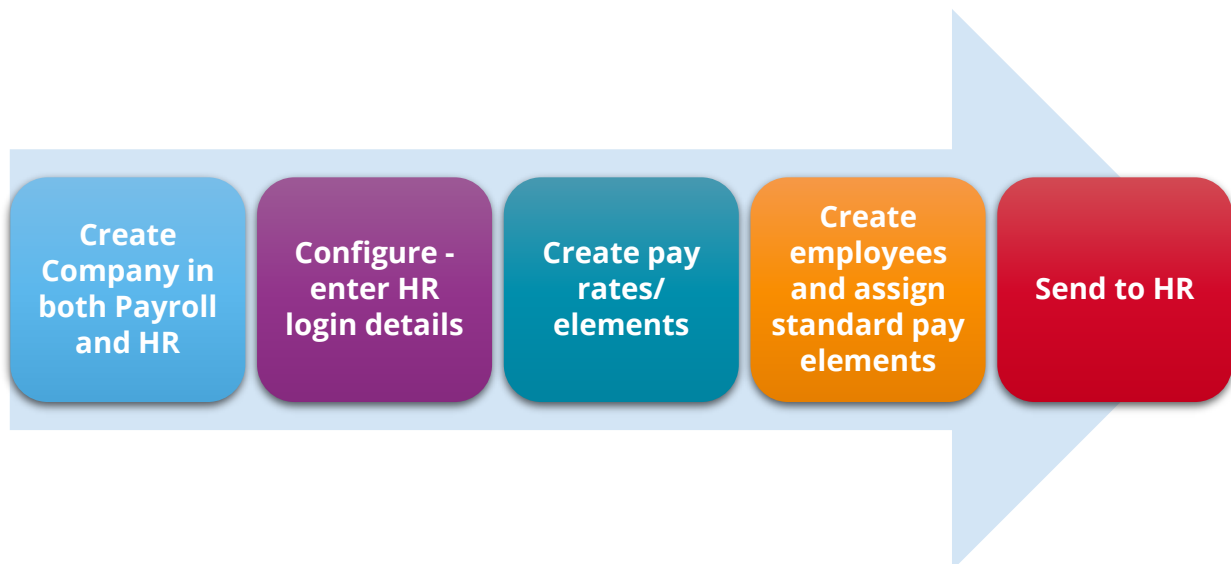 Create
Company in
both Payroll
and HR
Configure -
enter HR
login details
Create pay
rates/
elements
Create
employees
and assign
standard pay
elements
Send to HR